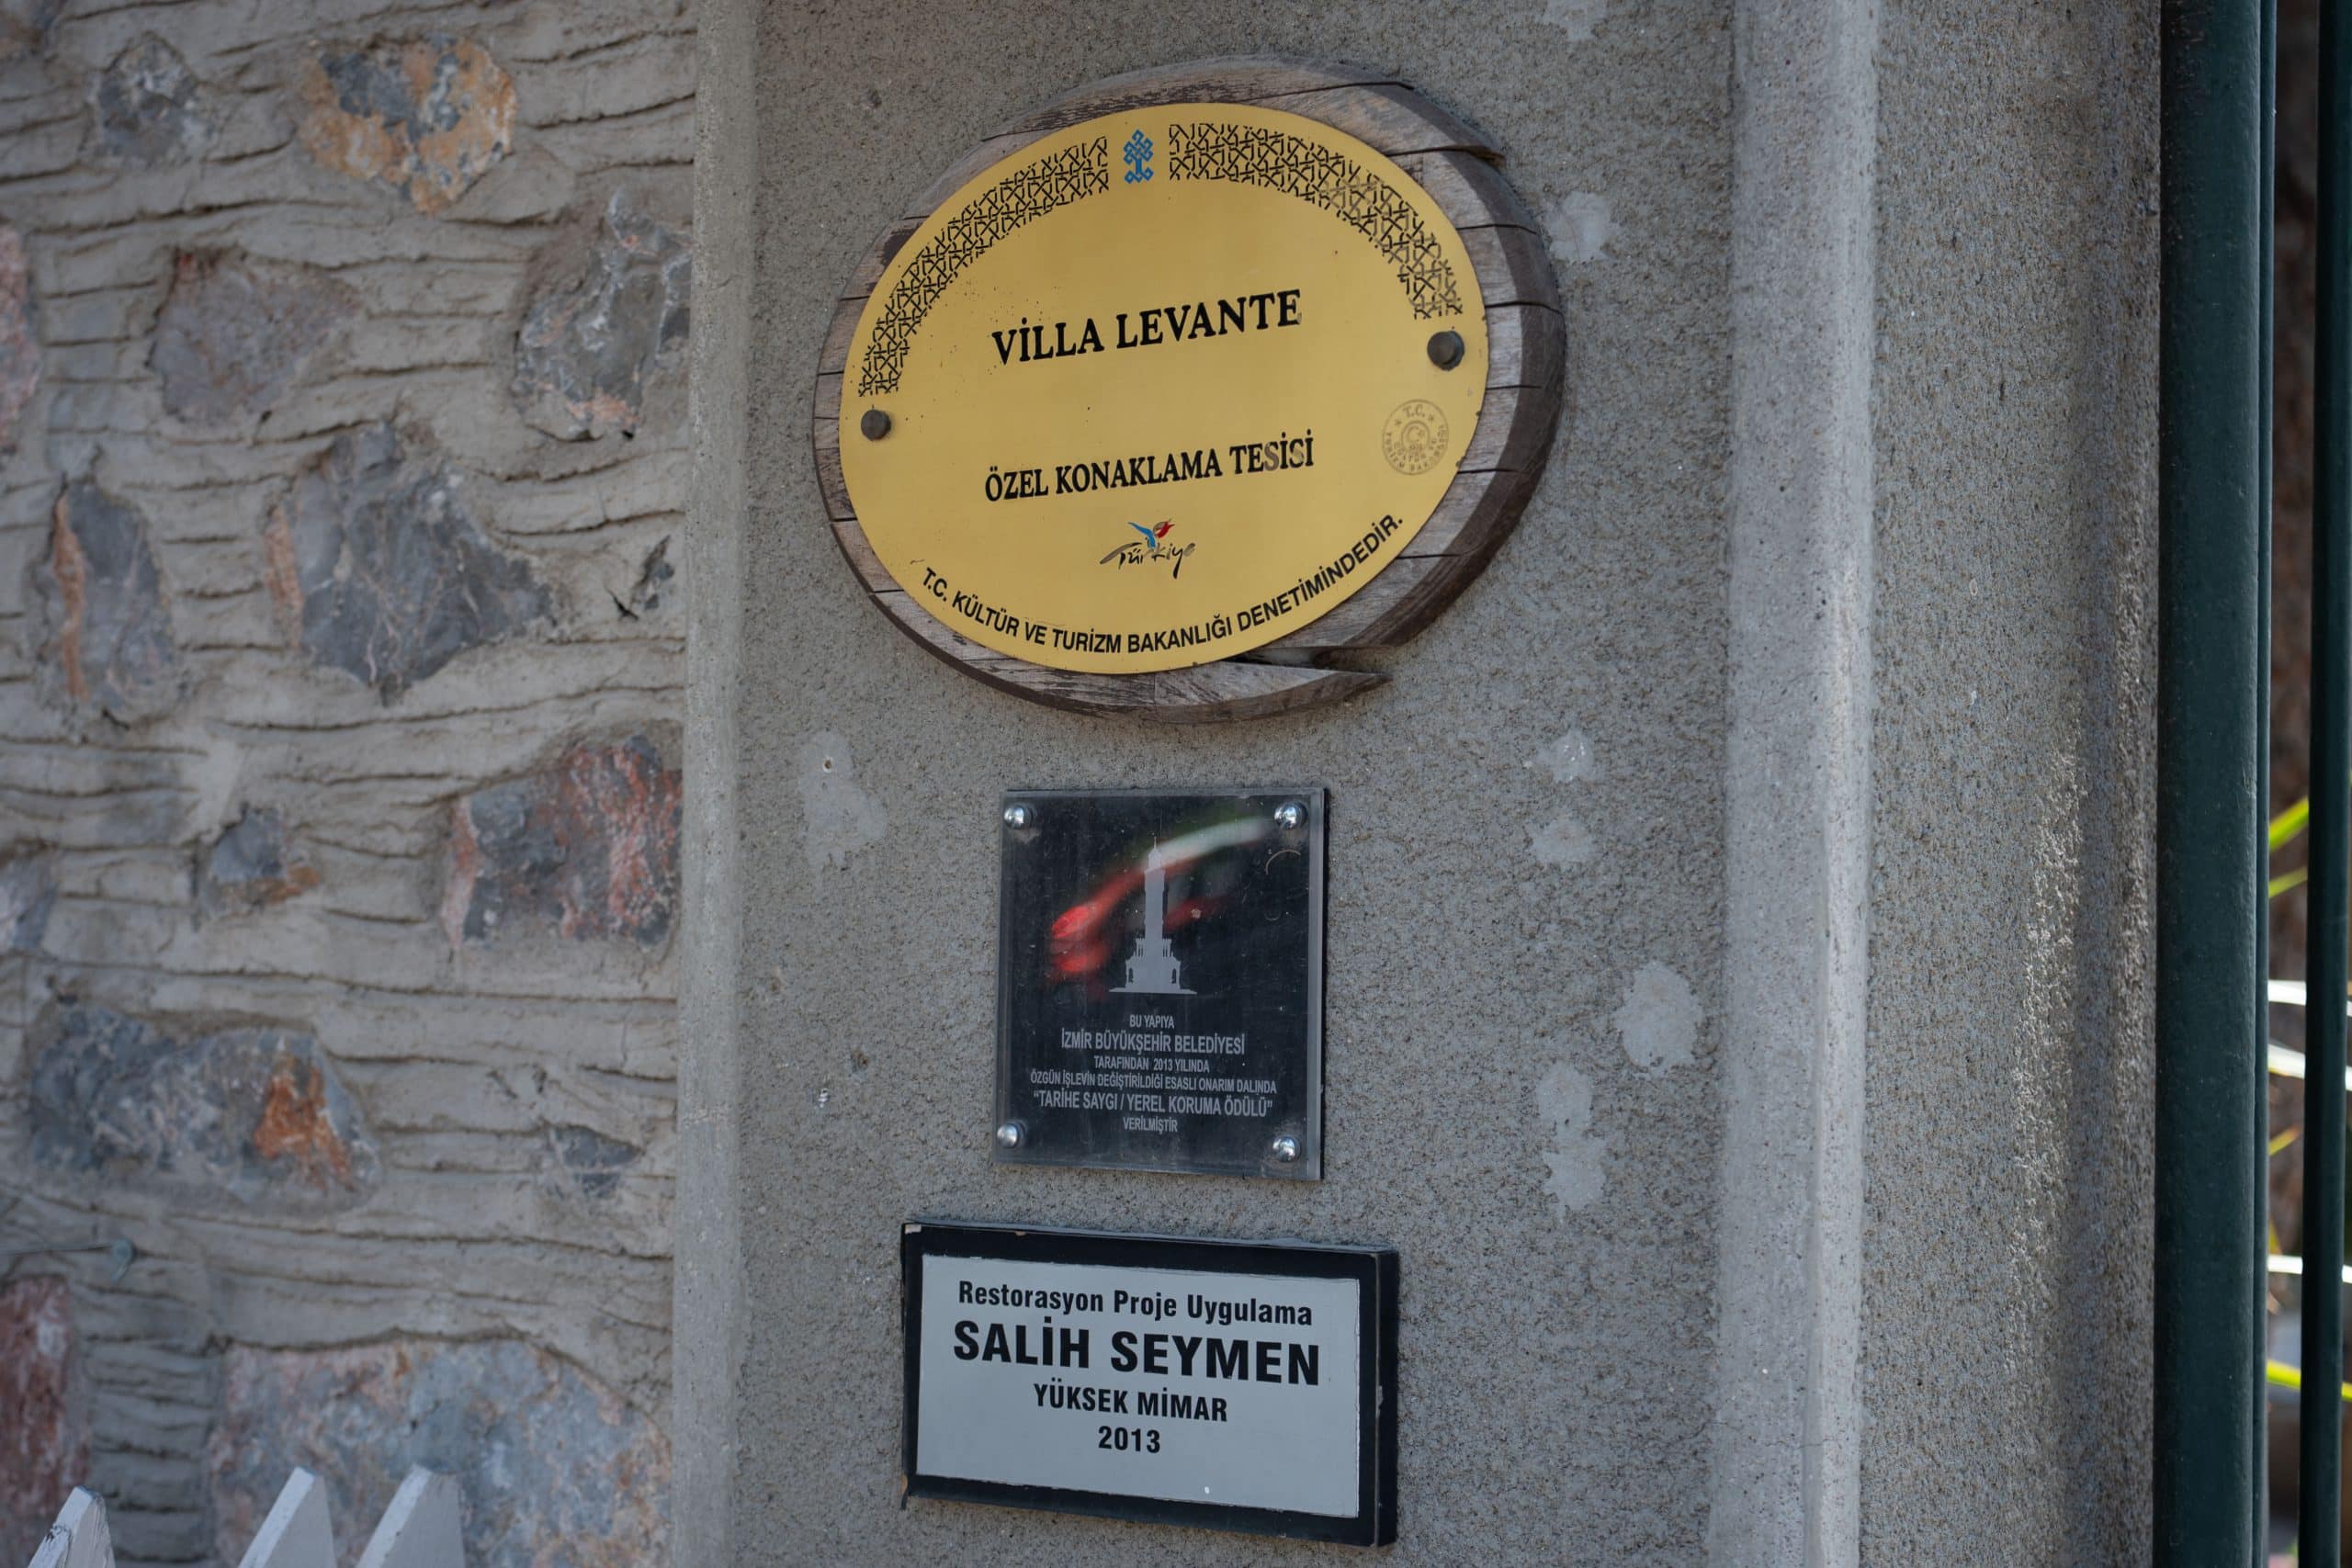 VİLLA LEVANTE
ÖZEL KONAKLAMA TESİSİ
Türkiye
T.C. KÜLTÜR VE TURİZM BAKANLIĞI DENETİMİNDEDİR.
T.C.
BU YAPIYA
İZMİR BÜYÜKŞEHİR BELEDİYESİ
TARAFINDAN 2013 YILINDA
ÖZGÜN İŞLEVİN DEĞİŞTİRİLDİĞİ ESASLI ONARIM DALINDA
"TARİHE SAYGI / YEREL KORUMA ÖDÜLÜ"
VERİLMİŞTİR
Restorasyon Proje Uygulama
SALİH SEYMEN
YÜKSEK MİMAR
2013